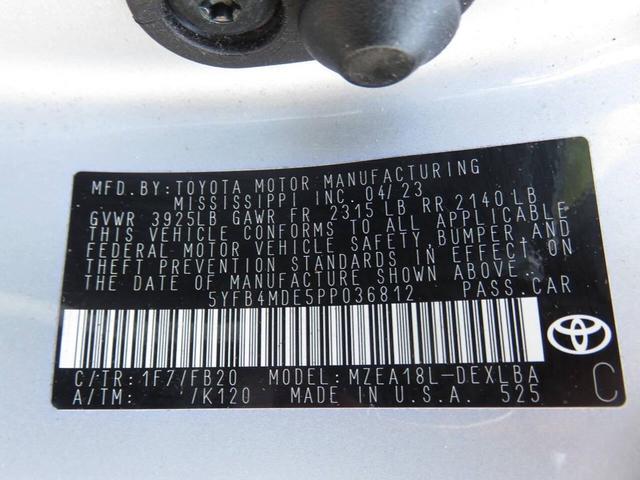 MFD. BY: TOYOTA MOTOR MANUFACTURING
MISSISSIPPI INC. 04/23
GVWR 3925LB GAWR FR 2315 LB RR 2140 LB
THIS VEHICLE CONFORMS TO ALL APPLICABLE
FEDERAL MOTOR VEHICLE SAFETY, BUMPER AND
THEFT PREVENTION STANDARDS IN EFFECT ON
THE DATE OF MANUFACTURE SHOWN ABOVE.
5YFB4MDE5PP036812 PASS. CAR
C/TR: 1F7/FB20 MODEL: MZEA18L-DEXLBA
A/TM: /K120 MADE IN U.S.A. 525
C